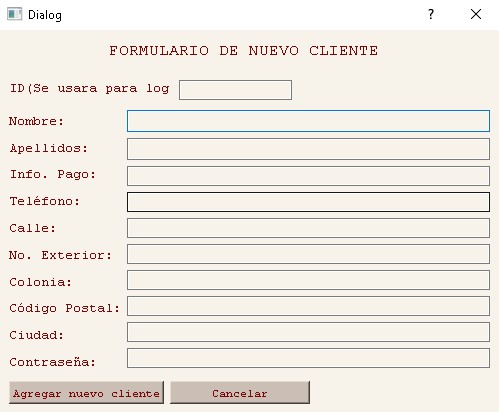 Dialog
?
FORMULARIO DE NUEVO CLIENTE
ID(Se usara para log
Nombre:
Apellidos:
Info. Pago:
Teléfono:
Calle:
No. Exterior:
Colonia:
Código Postal:
Ciudad:
Contraseña:
Agregar nuevo cliente Cancelar